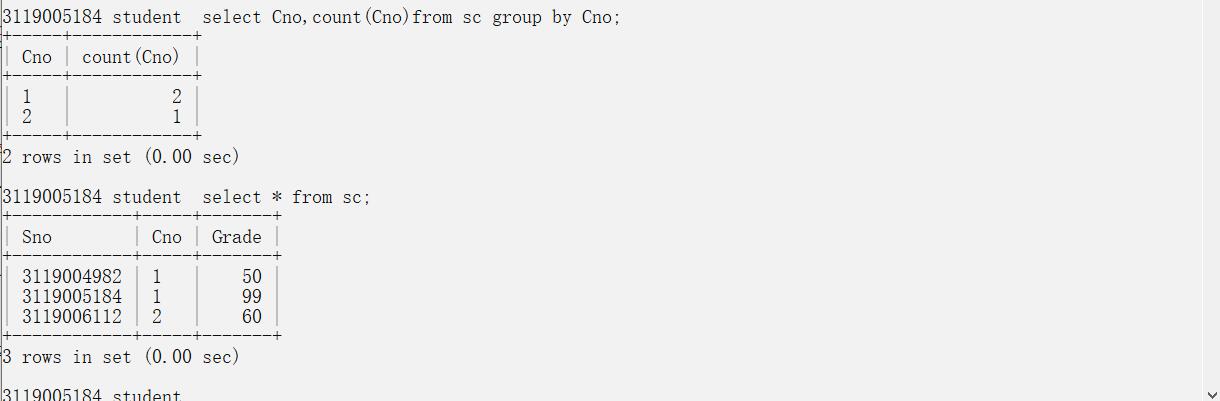 3119005184 student  select Cno,count(Cno)from sc group by Cno;
+-----+------------+
| Cno | count(Cno) |
+-----+------------+
| 1   |          2 |
| 2   |          1 |
+-----+------------+
2 rows in set (0.00 sec)
3119005184 student  select * from sc;
+------------+-----+-------+
| Sno        | Cno | Grade |
+------------+-----+-------+
| 3119004982 | 1   |    50 |
| 3119005184 | 1   |    99 |
| 3119006112 | 2   |    60 |
+------------+-----+-------+
3 rows in set (0.00 sec)
3119005184 student